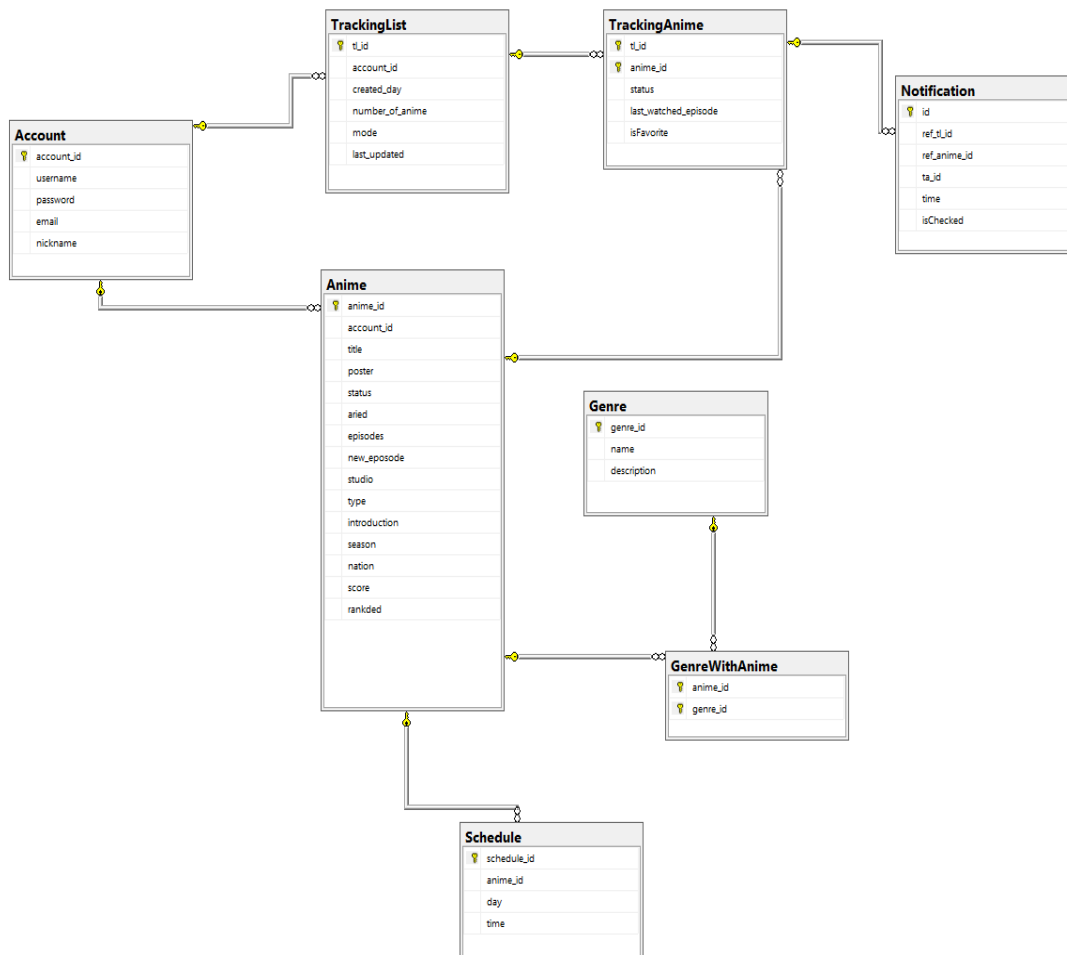 TrackingList
tl_id
account_id
created_day
number_of_anime
mode
last_updated
TrackingAnime
tl_id
anime_id
status
last_watched_episode
isFavorite
Notification
id
ref_tl_id
ref_anime_id
ta_id
time
isChecked
Account
account_id
username
password
email
nickname
Anime
anime_id
account_id
title
poster
status
aried
episodes
new_eposode
studio
type
introduction
season
nation
score
rankded
Genre
genre_id
name
description
GenreWithAnime
anime_id
genre_id
Schedule
schedule_id
anime_id
day
time